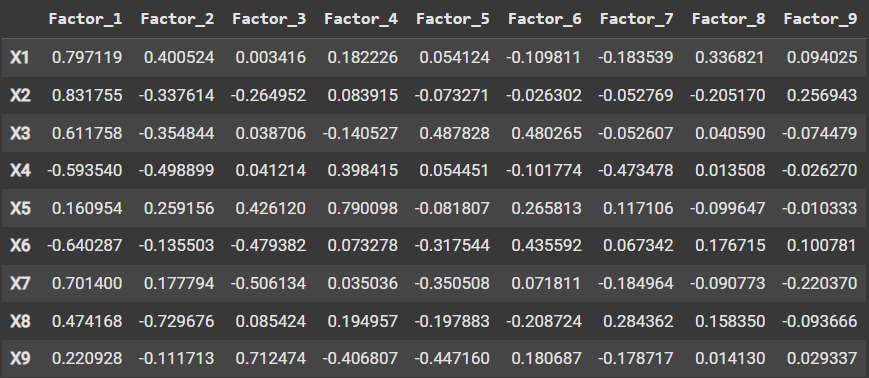 Factor_1 Factor_2 Factor_3 Factor_4 Factor_5 Factor_6 Factor_7 Factor_8 Factor_9
X1 0.797119 0.400524 0.003416 0.182226 0.054124 -0.109811 -0.183539 0.336821 0.094025
X2 0.831755 -0.337614 -0.264952 0.083915 -0.073271 -0.026302 -0.052769 -0.205170 0.256943
X3 0.611758 -0.354844 0.038706 -0.140527 0.487828 0.480265 -0.052607 0.040590 -0.074479
X4 -0.593540 -0.498899 0.041214 0.398415 0.054451 -0.101774 -0.473478 0.013508 -0.026270
X5 0.160954 0.259156 0.426120 0.790098 -0.081807 0.265813 0.117106 -0.099647 -0.010333
X6 -0.640287 -0.135503 -0.479382 0.073278 -0.317544 0.435592 0.067342 0.176715 0.100781
X7 0.701400 0.177794 -0.506134 0.035036 -0.350508 0.071811 -0.184964 -0.090773 -0.220370
X8 0.474168 -0.729676 0.085424 0.194957 -0.197883 -0.208724 0.284362 0.158350 -0.093666
X9 0.220928 -0.111713 0.712474 -0.406807 -0.447160 0.180687 -0.178717 0.014130 0.029337